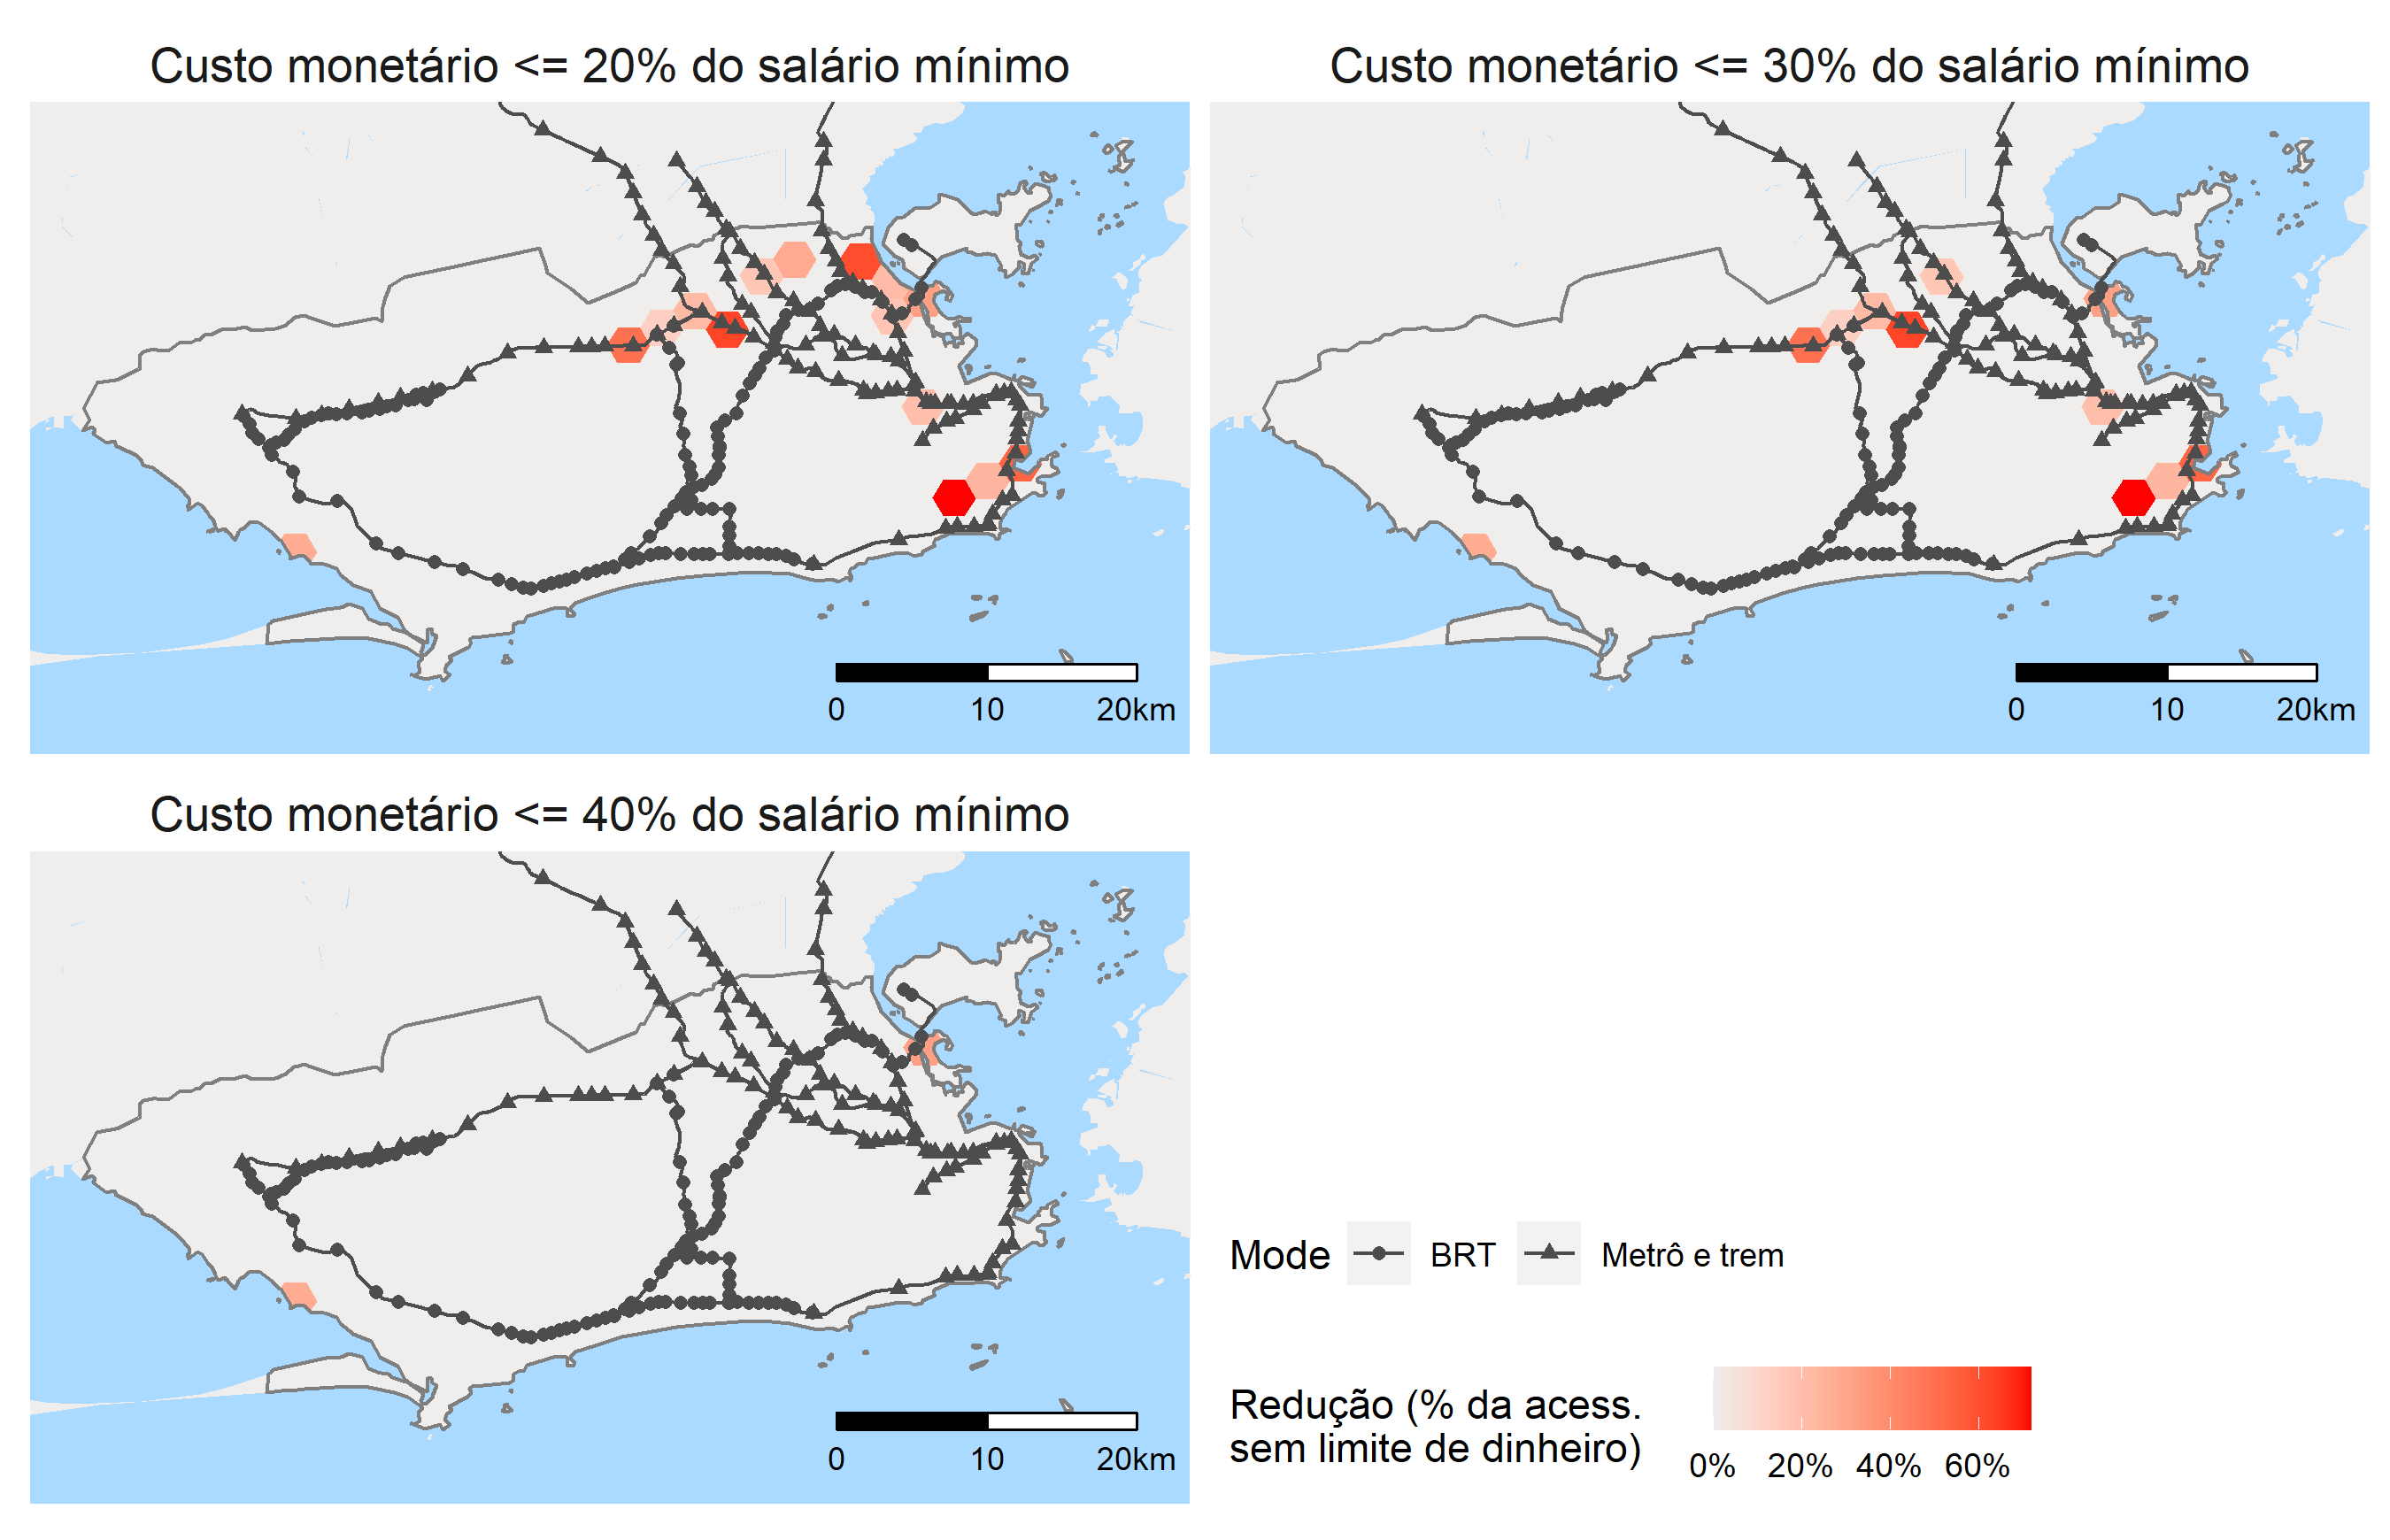 Custo monetário <= 20% do salário mínimo
Custo monetário <= 30% do salário mínimo
0 10 20km
0 10 20km
Custo monetário <= 40% do salário mínimo
0 10 20km
Mode BRT Metrô e trem
Redução (% da acess.
sem limite de dinheiro)
0% 20% 40% 60%